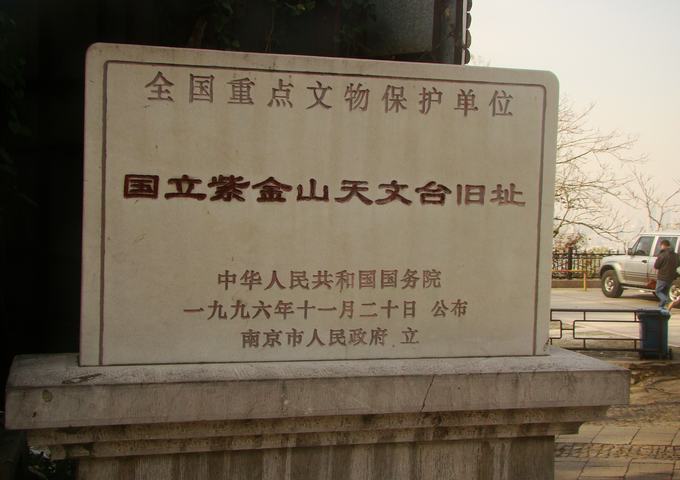 全国重点文物保护单位
国立紫金山天文台旧址
中华人民共和国国务院
一九九六年十一月二十日 公布
南京市人民政府 立